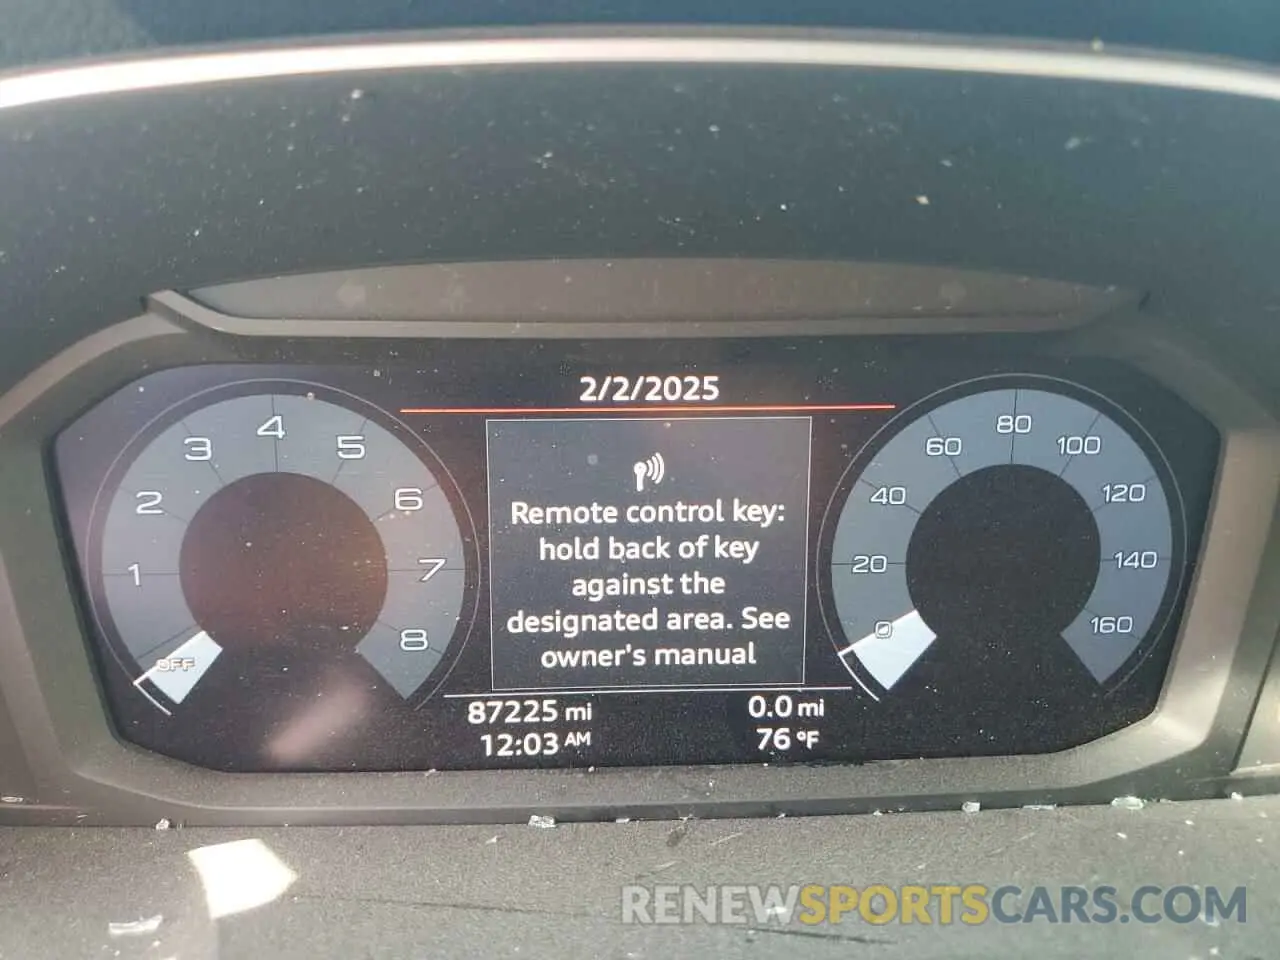 2/2/2025
Remote control key:
hold back of key
against the
designated area. See
owner's manual
87225 mi
0.0 mi
12:03 AM
76 °F
OFF
1
2
3
4
5
6
7
8
0
20
40
60
80
100
120
140
160
RENEWSPORTSCARS.COM